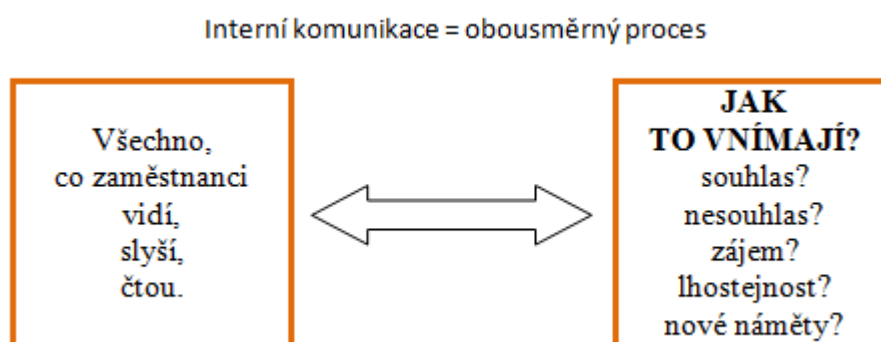 Interní komunikace = obousměrný proces
Všechno,
co zaměstnanci
vidí,
slyší,
čtou.
JAK
TO VNÍMAJÍ?
souhlas?
nesouhlas?
zájem?
lhostejnost?
nové náměty?